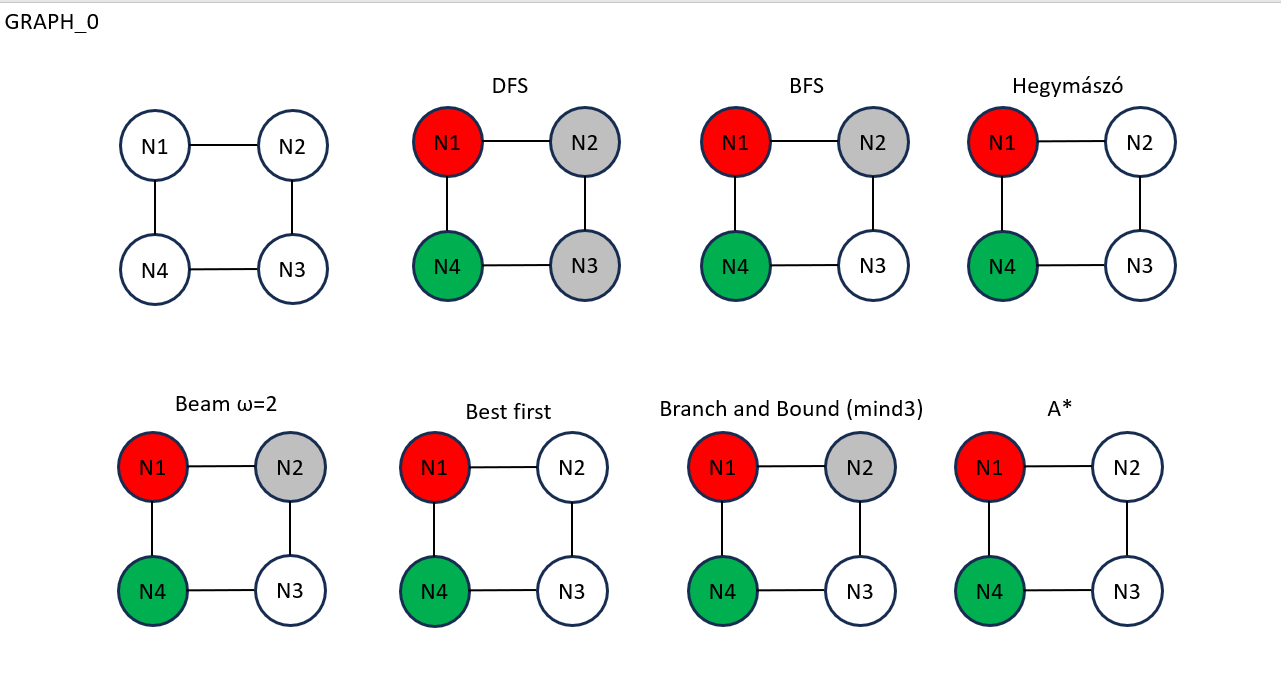 GRAPH_0
DFS
BFS
Hegymászó
N1
N2
N4
N3
N1
N2
N4
N3
N1
N2
N4
N3
N1
N2
N4
N3
Beam ω=2
Best first
Branch and Bound (mind3)
A*
N1
N2
N4
N3
N1
N2
N4
N3
N1
N2
N4
N3
N1
N2
N4
N3